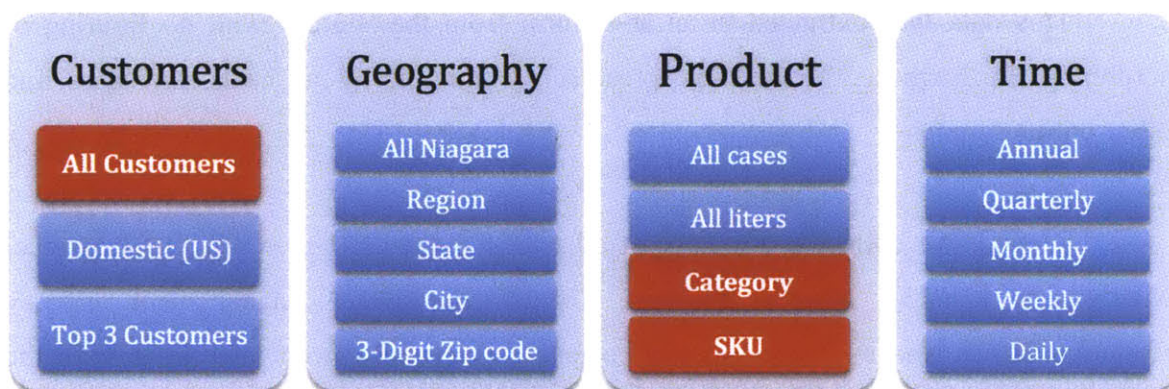 Customers
All Customers
Domestic (US)
Top 3 Customers
Geography
All Niagara
Region
State
City
3-Digit Zip code
Product
All cases
All liters
Category
SKU
Time
Annual
Quarterly
Monthly
Weekly
Daily